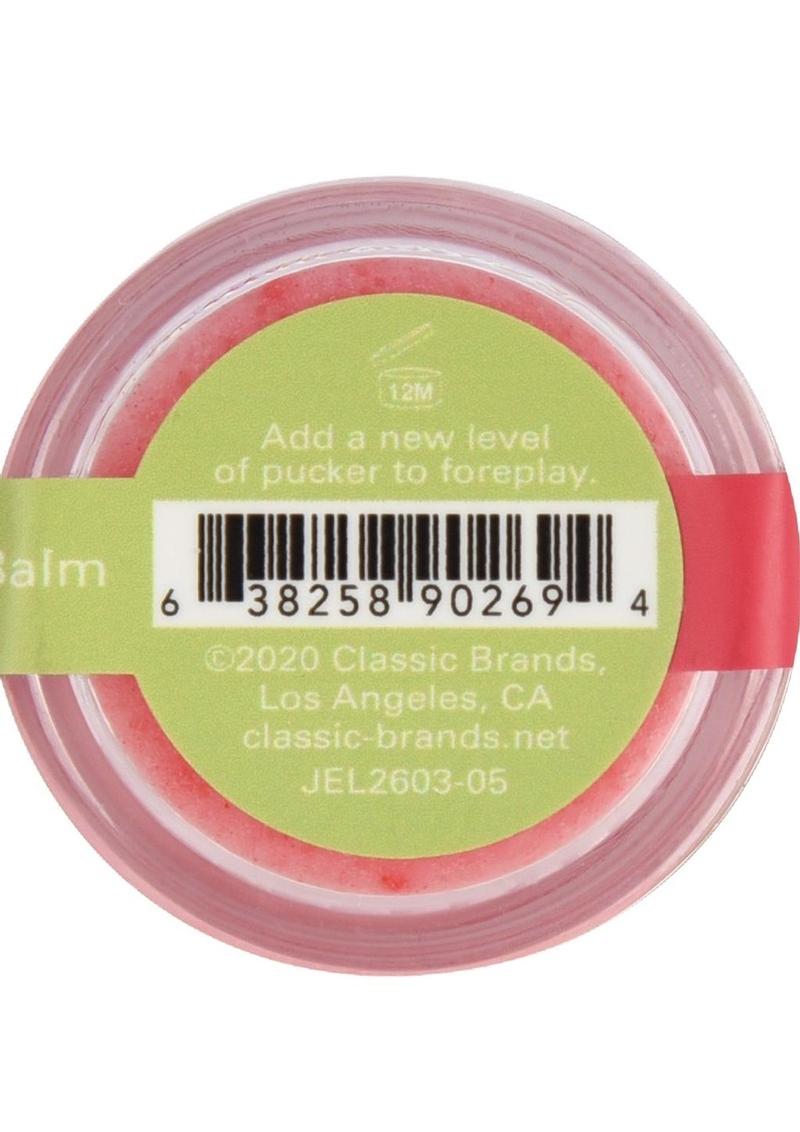 12M
Add a new level
of pucker to foreplay.
alm
6 38258 90269 4
©2020 Classic Brands,
Los Angeles, CA
classic-brands.net
JEL2603-05